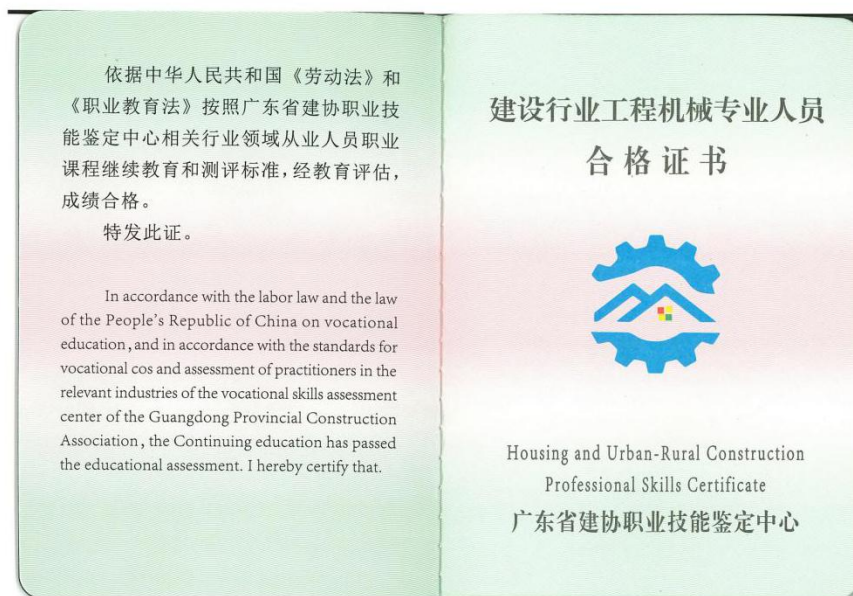 依据中华人民共和国《劳动法》和
《职业教育法》按照广东省建协职业技
能鉴定中心相关行业领域从业人员职业
课程继续教育和测评标准，经教育评估，
成绩合格。
特发此证。
In accordance with the labor law and the law
of the People's Republic of China on vocational
education,and in accordance with the standards for
vocational cos and assessment of practitioners in the
relevant industries of the vocational skills assessment
center of the Guangdong Provincial Construction
Association, the Continuing education has passed
the educational assessment. I hereby certify that.
建设行业工程机械专业人员
合格证书
Housing and Urban-Rural Construction
Professional Skills Certificate
广东省建协职业技能鉴定中心